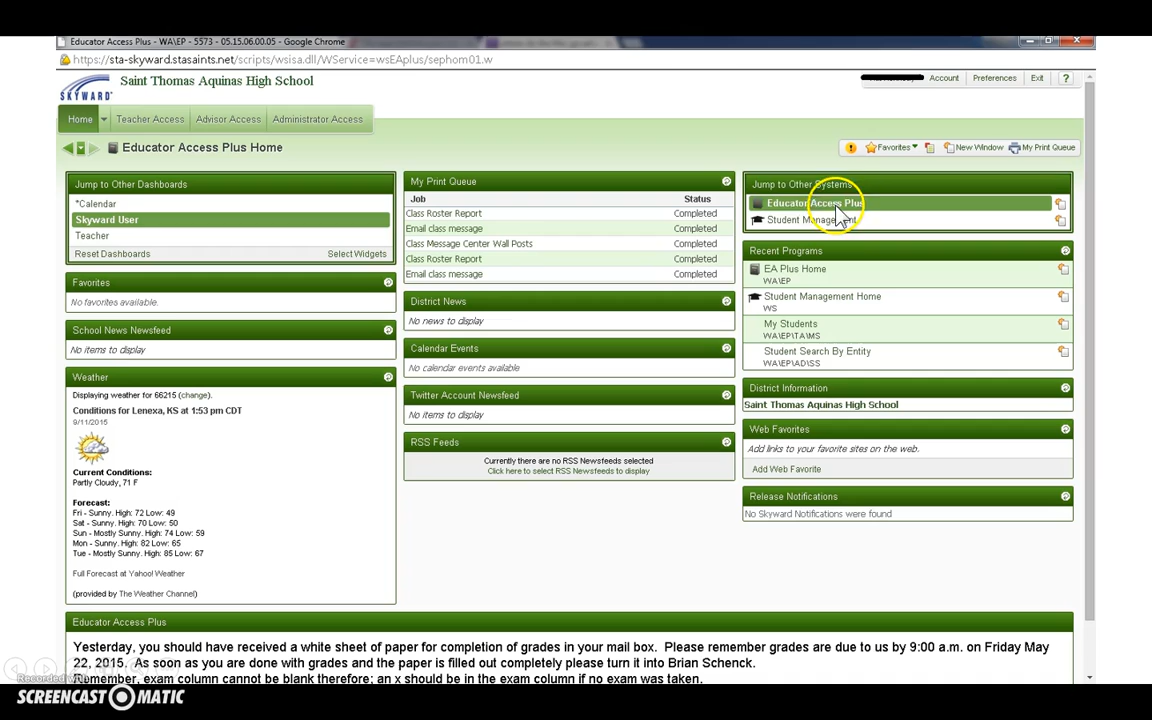 Educator Access Plus - WA\EP - 5573 - 05.15.06.00.05 - Google Chrome
https://sta-skyward.stasaints.net/scripts/wsisa.dll/WService=wsEAplus/sephom01.w
SKYWARD
Saint Thomas Aquinas High School
Account Preferences Exit ?
Home Teacher Access Advisor Access Administrator Access
Educator Access Plus Home
Favorites New Window My Print Queue
Jump to Other Dashboards
*Calendar
Skyward User
Teacher
Reset Dashboards Select Widgets
Favorites
No favorites available.
School News Newsfeed
No items to display
Weather
Displaying weather for 66215 (change).
Conditions for Lenexa, KS at 1:53 pm CDT
9/11/2015
Current Conditions:
Partly Cloudy, 71 F
Forecast:
Fri - Sunny. High: 72 Low: 49
Sat - Sunny. High: 70 Low: 50
Sun - Mostly Sunny. High: 74 Low: 59
Mon - Sunny. High: 82 Low: 65
Tue - Mostly Sunny. High: 85 Low: 67
Full Forecast at Yahoo! Weather
(provided by The Weather Channel)
My Print Queue
Job Status
Class Roster Report Completed
Email class message Completed
Class Message Center Wall Posts Completed
Class Roster Report Completed
Email class message Completed
District News
No news to display
Calendar Events
No calendar events available
Twitter Account Newsfeed
No items to display
RSS Feeds
Currently there are no RSS Newsfeeds selected
Click here to select RSS Newsfeeds to display
Jump to Other Systems
Educator Access Plus
Student Management
Recent Programs
EA Plus Home
WA\EP
Student Management Home
WS
My Students
WA\EP\TA\MS
Student Search By Entity
WA\EP\AD\SS
District Information
Saint Thomas Aquinas High School
Web Favorites
Add links to your favorite sites on the web.
Add Web Favorite
Release Notifications
No Skyward Notifications were found
Educator Access Plus
Yesterday, you should have received a white sheet of paper for completion of grades in your mail box. Please remember grades are due to us by 9:00 a.m. on Friday May
22, 2015. As soon as you are done with grades and the paper is filled out completely please turn it into Brian Schenck.
Remember, exam column cannot be blank therefore; an x should be in the exam column if no exam was taken.
Recorded with
SCREENCAST MATIC